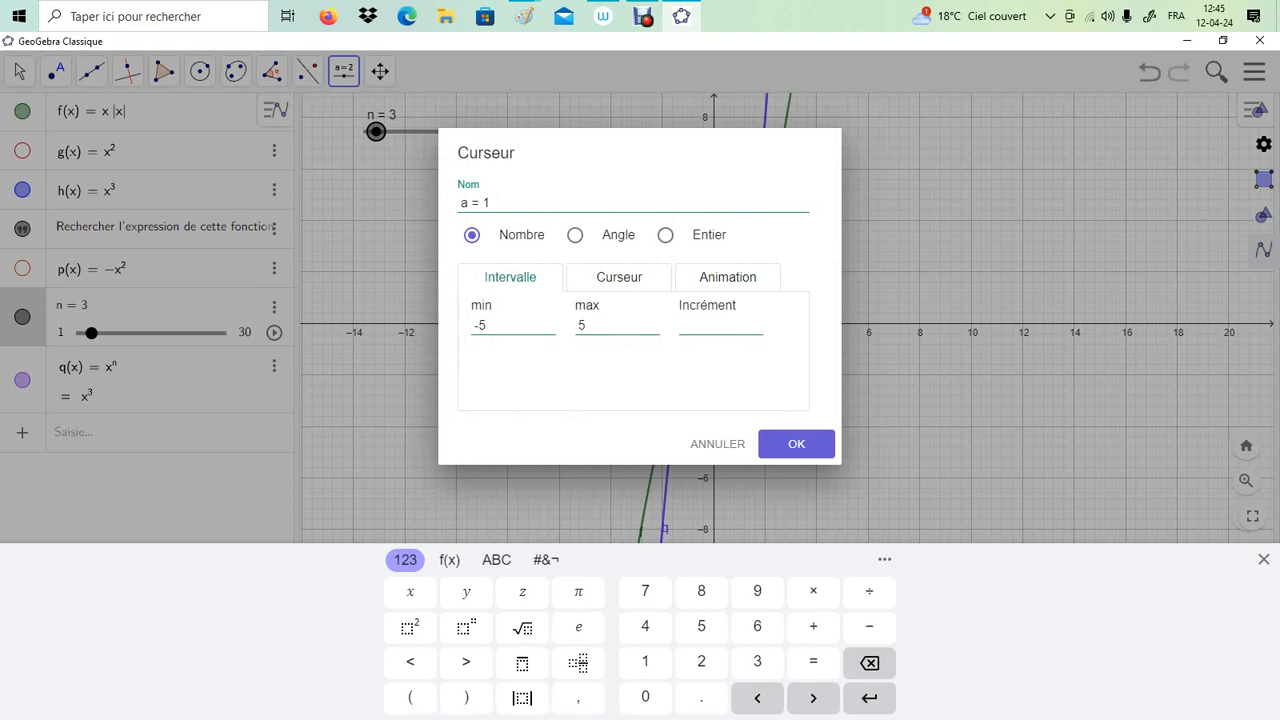 Taper ici pour rechercher
18°C Ciel couvert
FRA
12:45
12-04-24
GeoGebra Classique
a=2
f(x) = x |x|
g(x) = x²
h(x) = x³
Rechercher l'expression de cette fonction
p(x) = −x²
n = 3
1
30
q(x) = xⁿ
= x³
Saisie...
n = 3
8
−14
−12
6
8
10
12
14
16
18
20
−6
−8
Curseur
Nom
a = 1
Nombre
Angle
Entier
Intervalle
Curseur
Animation
min
max
Incrément
-5
5
ANNULER
OK
123
f(x)
ABC
#&¬
x y z π 7 8 9 × ÷
e 4 5 6 + −
< > 1 2 3 =
( ) , 0 . < >